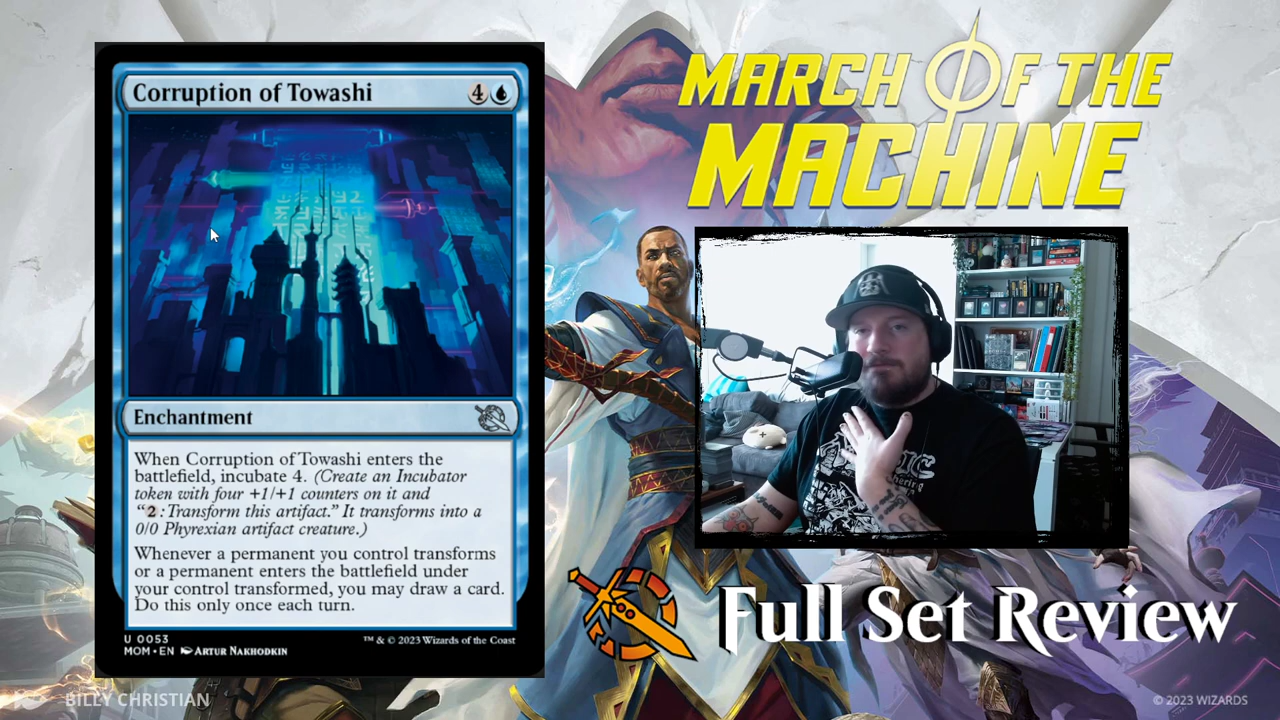 Corruption of Towashi
4
Enchantment
When Corruption of Towashi enters the
battlefield, incubate 4. (Create an Incubator
token with four +1/+1 counters on it and
"2: Transform this artifact." It transforms into a
0/0 Phyrexian artifact creature.)
Whenever a permanent you control transforms
or a permanent enters the battlefield under
your control transformed, you may draw a card.
Do this only once each turn.
U 0053
MOM • EN Artur Nakhodkin
™ & © 2023 Wizards of the Coast
MARCH OF THE
MACHINE
Full Set Review
BILLY CHRISTIAN
© 2023 WIZARDS